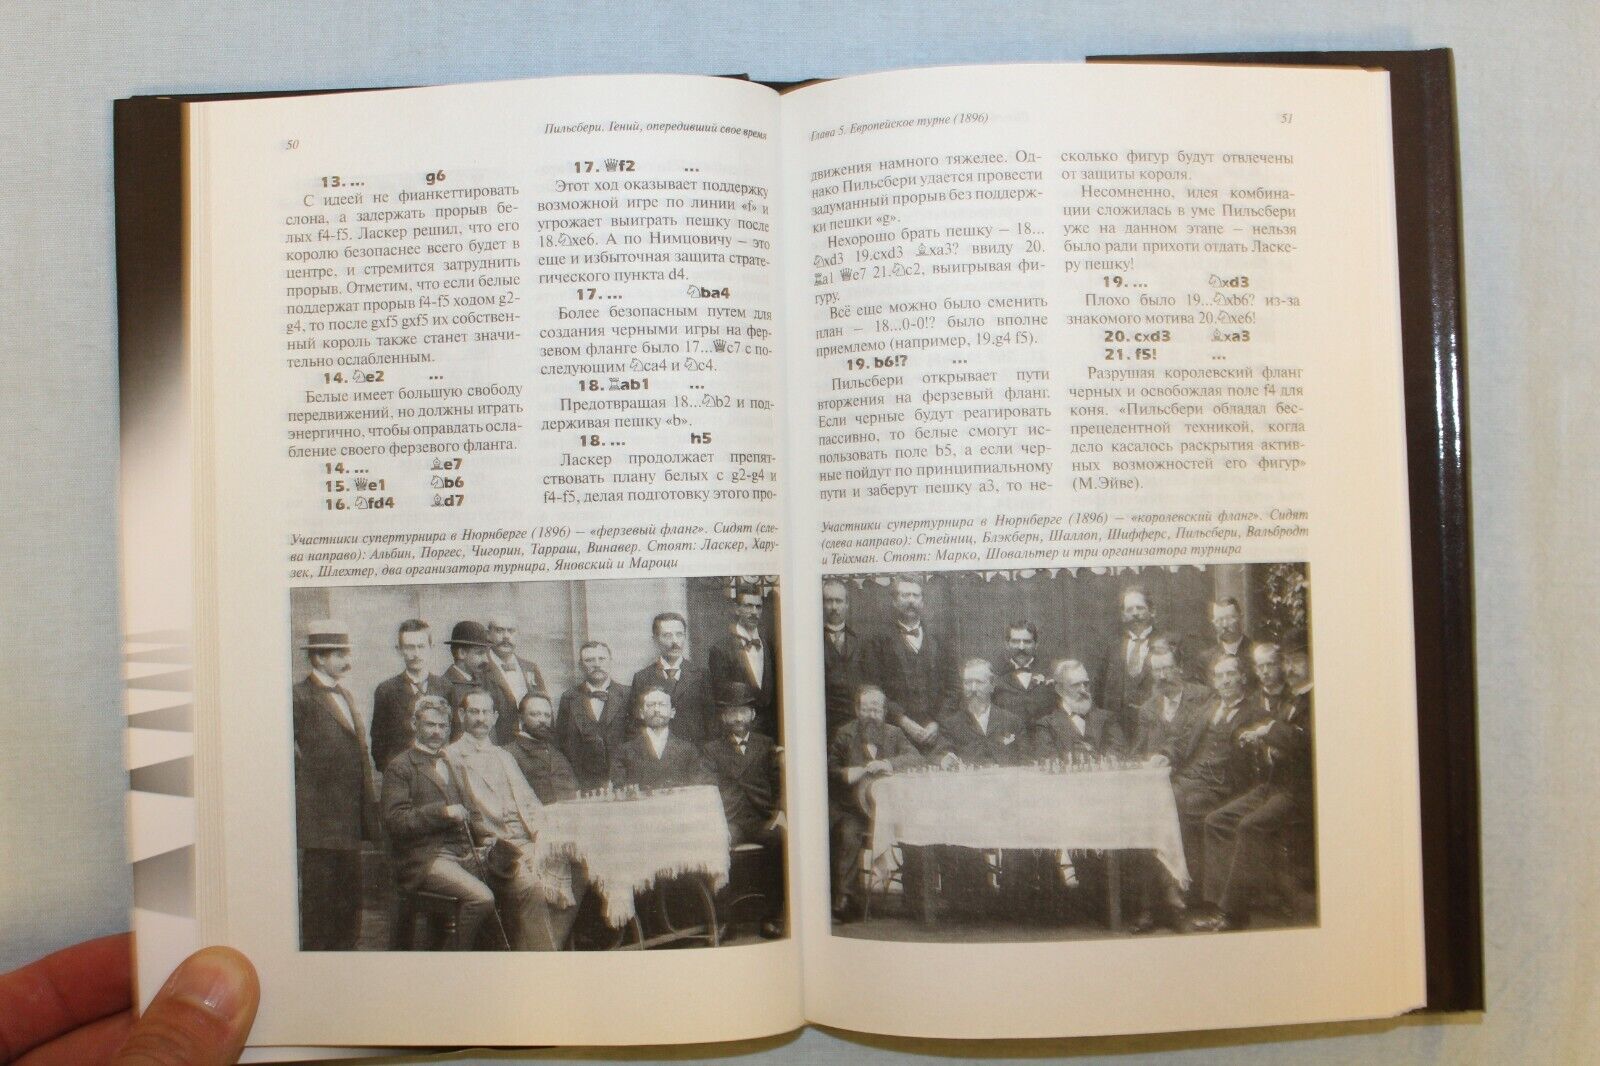 50
Пильсбери. Гений, опередивший свое время
13. ... g6
С идеей не фианкеттировать
слона, а задержать прорыв бе-
лых f4-f5. Ласкер решил, что его
королю безопаснее всего будет в
центре, и стремится затруднить
прорыв. Отметим, что если белые
поддержат прорыв f4-f5 ходом g2-
g4, то после gxf5 gxf5 их собствен-
ный король также станет значи-
тельно ослабленным.
14. ♘e2 ...
Белые имеет большую свободу
передвижений, но должны играть
энергично, чтобы оправдать осла-
бление своего ферзевого фланга.
14. ... ♗e7
15. ♕e1 ♘b6
16. ♘fd4 ♗d7
17. ♕f2 ...
Этот ход оказывает поддержку
возможной игре по линии «f» и
угрожает выиграть пешку после
18.♘xe6. А по Нимцовичу – это
еще и избыточная защита страте-
гического пункта d4.
17. ... ♘ba4
Более безопасным путем для
создания черными игры на фер-
зевом фланге было 17...♕c7 с по-
следующим ♘ca4 и ♘c4.
18. ♖ab1 ...
Предотвращая 18...♘b2 и под-
держивая пешку «b».
18. ... h5
Ласкер продолжает препят-
ствовать плану белых с g2-g4 и
f4-f5, делая подготовку этого про-
Участники супертурнира в Нюрнберге (1896) – «ферзевый фланг». Сидят (сле-
ва направо): Альбин, Поргес, Чигорин, Тарраш, Винавер. Стоят: Ласкер, Хару-
зек, Шлехтер, два организатора турнира, Яновский и Мароци
Глава 5. Европейское турне (1896)
51
движения намного тяжелее. Од-
нако Пильсбери удается провести
задуманный прорыв без поддерж-
ки пешки «g».
Нехорошо брать пешку – 18...
♘xd3 19.cxd3 ♗xa3? ввиду 20.
♖a1 ♕e7 21.♘c2, выигрывая фи-
гуру.
Всё еще можно было сменить
план – 18...0-0!? было вполне
приемлемо (например, 19.g4 f5).
19. b6!? ...
Пильсбери открывает пути
вторжения на ферзевый фланг.
Если черные будут реагировать
пассивно, то белые смогут ис-
пользовать поле b5, а если чер-
ные пойдут по принципиальному
пути и заберут пешку a3, то не-
сколько фигур будут отвлечены
от защиты короля.
Несомненно, идея комбина-
ции сложилась в уме Пильсбери
уже на данном этапе – нельзя
было ради прихоти отдать Ласке-
ру пешку!
19. ... ♘xd3
Плохо было 19...♘xb6? из-за
знакомого мотива 20.♘xe6!
20. cxd3 ♗xa3
21. f5! ...
Разрушая королевский фланг
черных и освобождая поле f4 для
коня. «Пильсбери обладал бес-
прецедентной техникой, когда
дело касалось раскрытия актив-
ных возможностей его фигур»
(М.Эйве).
Участники супертурнира в Нюрнберге (1896) – «королевский фланг». Сидят
(слева направо): Стейниц, Блэкберн, Шаллоп, Шифферс, Пильсбери, Вальбродт
и Тейхман. Стоят: Марко, Шовальтер и три организатора турнира